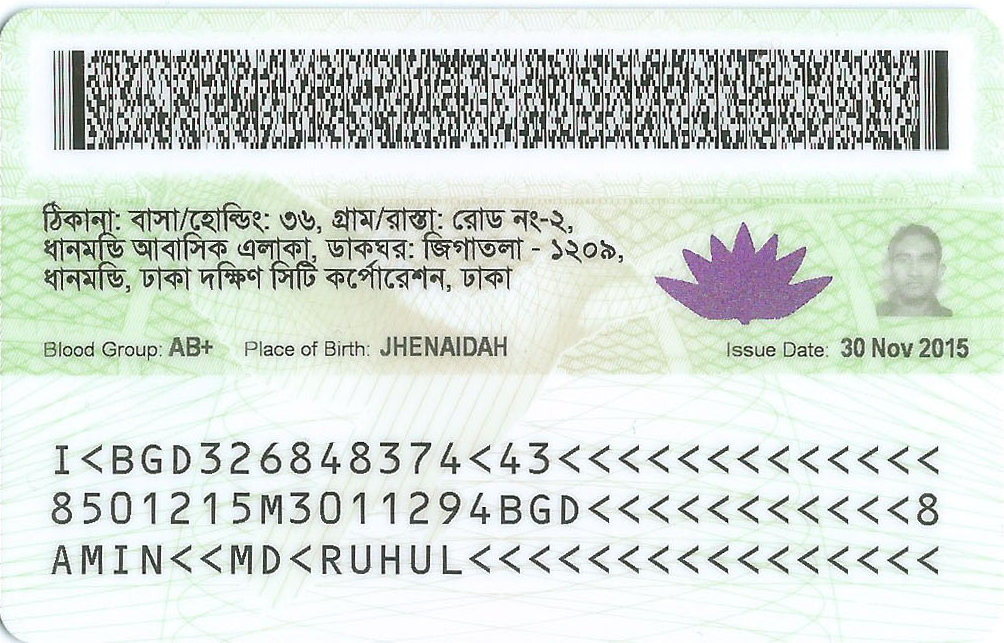 ঠিকানা: বাসা/হোল্ডিং: ৩৬, গ্রাম/রাস্তা: রোড নং-২,
ধানমন্ডি আবাসিক এলাকা, ডাকঘর: জিগাতলা - ১২০৯,
ধানমন্ডি, ঢাকা দক্ষিণ সিটি কর্পোরেশন, ঢাকা
Blood Group: AB+ Place of Birth: JHENAIDAH Issue Date: 30 Nov 2015
I<BGD326848374<43<<<<<<<<<<<<<
8501215M3011294BGD<<<<<<<<<<<8
AMIN<<MD<RUHUL<<<<<<<<<<<<<<<<